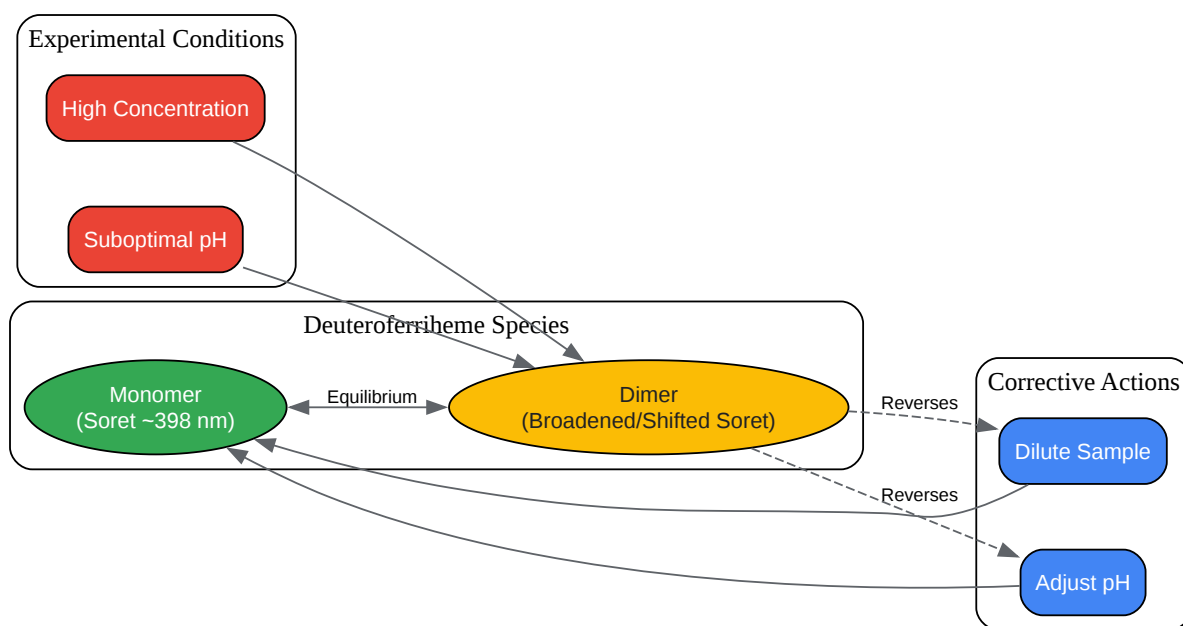 Experimental Conditions
High Concentration
Suboptimal pH
Deuteroferriheme Species
Monomer
(Soret ~398 nm)
Equilibrium
Dimer
(Broadened/Shifted Soret)
Reverses
Reverses
Corrective Actions
Dilute Sample
Adjust pH